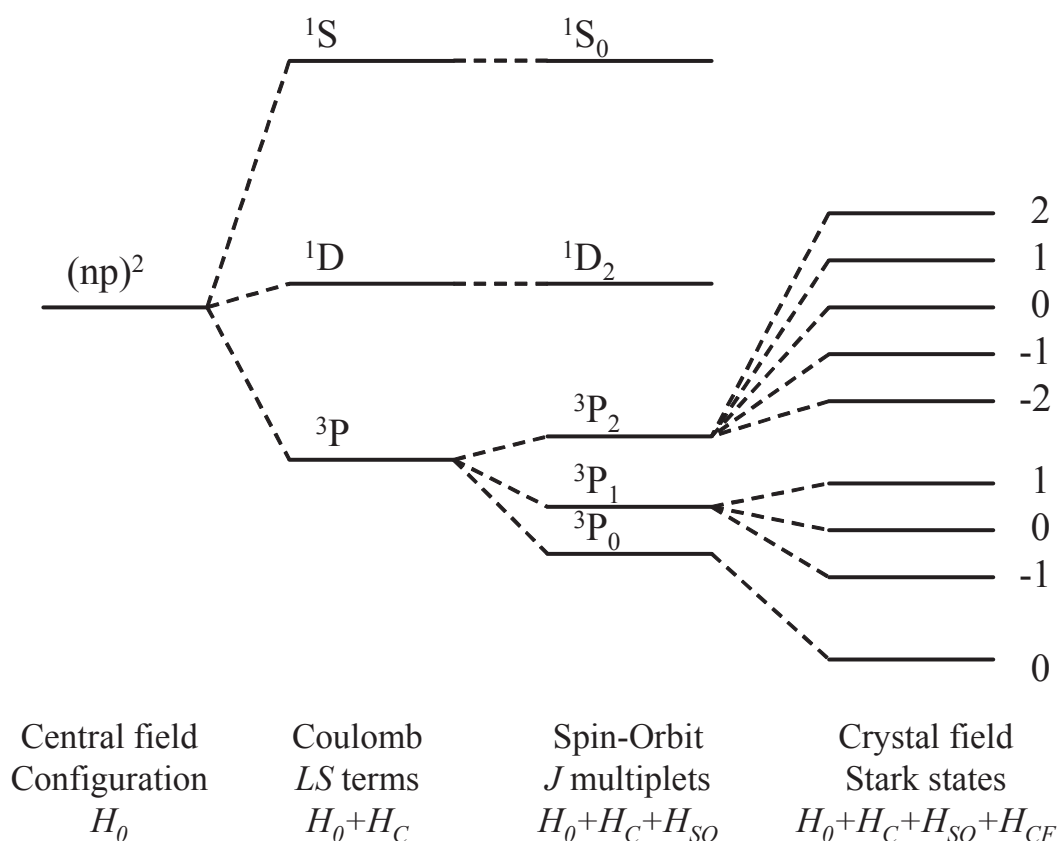 ¹S
¹S₀
2
1
(np)²
¹D
¹D₂
0
-1
-2
³P
³P₂
³P₁
1
³P₀
0
-1
0
Central field
Configuration
H₀
Coulomb
LS terms
H₀+H_C
Spin-Orbit
J multiplets
H₀+H_C+H_SO
Crystal field
Stark states
H₀+H_C+H_SO+H_CF